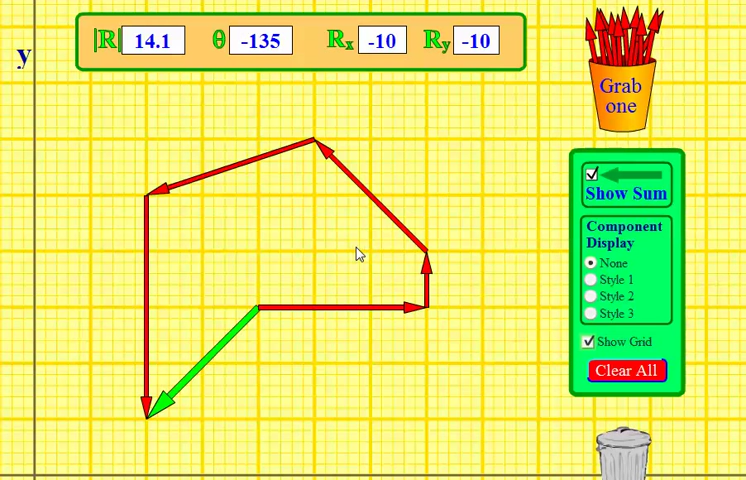 |R| 14.1 θ -135 Rx -10 Ry -10
y
Grab
one
Show Sum
Component
Display
None
Style 1
Style 2
Style 3
Show Grid
Clear All